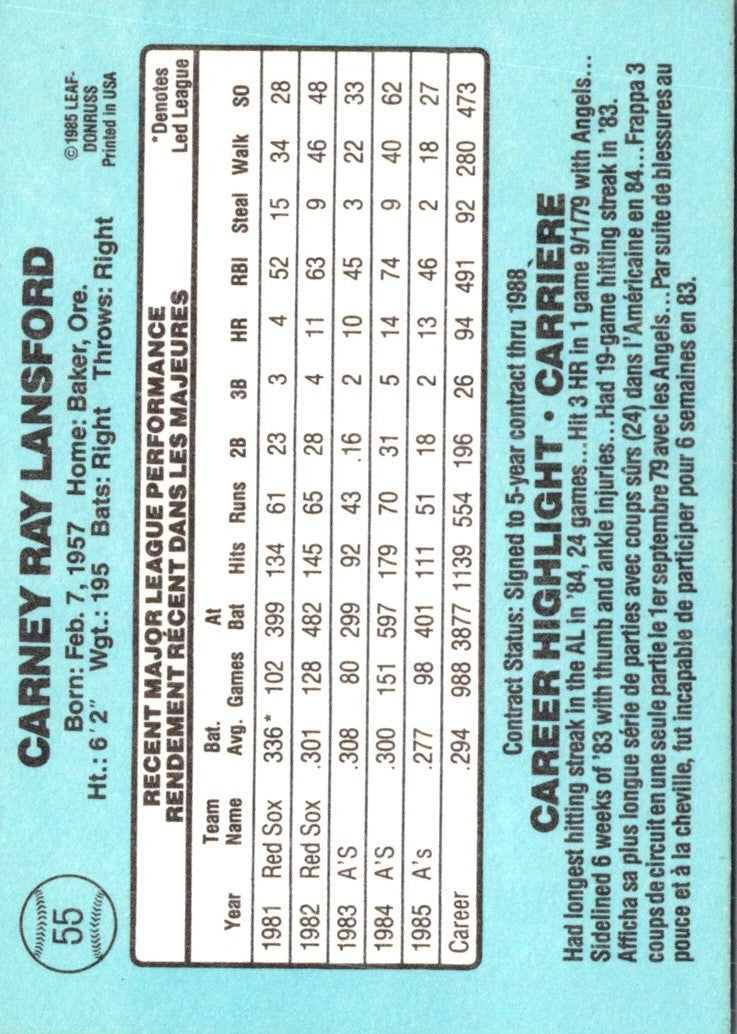 55
CARNEY RAY LANSFORD
Born: Feb. 7, 1957 Home: Baker, Ore.
Ht.: 6'2" Wgt.: 195 Bats: Right Throws: Right
© 1985 LEAF-
DONRUSS
Printed in USA
RECENT MAJOR LEAGUE PERFORMANCE
RENDEMENT RÉCENT DANS LES MAJEURES
*Denotes
Led League
Year Team Name Bat. Avg. Games At Bat Hits Runs 2B 3B HR RBI Steal Walk SO
1981 Red Sox .336* 102 399 134 61 23 3 4 52 15 34 28
1982 Red Sox .301 128 482 145 65 28 4 11 63 9 46 48
1983 A'S .308 80 299 92 43 .16 2 10 45 3 22 33
1984 A'S .300 151 597 179 70 31 5 14 74 9 40 62
1985 A's .277 98 401 111 51 18 2 13 46 2 18 27
Career .294 988 3877 1139 554 196 26 94 491 92 280 473
Contract Status: Signed to 5-year contract thru 1988
CAREER HIGHLIGHT • CARRIÈRE
Had longest hitting streak in the AL in '84, 24 games...Hit 3 HR in 1 game 9/1/79 with Angels...
Sidelined 6 weeks of '83 with thumb and ankle injuries...Had 19-game hitting streak in '83.
Afficha sa plus longue série de parties avec coups sûrs (24) dans l'Américaine en 84...Frappa 3
coups de circuit en une seule partie le 1er septembre 79 avec les Angels...Par suite de blessures au
pouce et à la cheville, fut incapable de participer pour 6 semaines en 83.